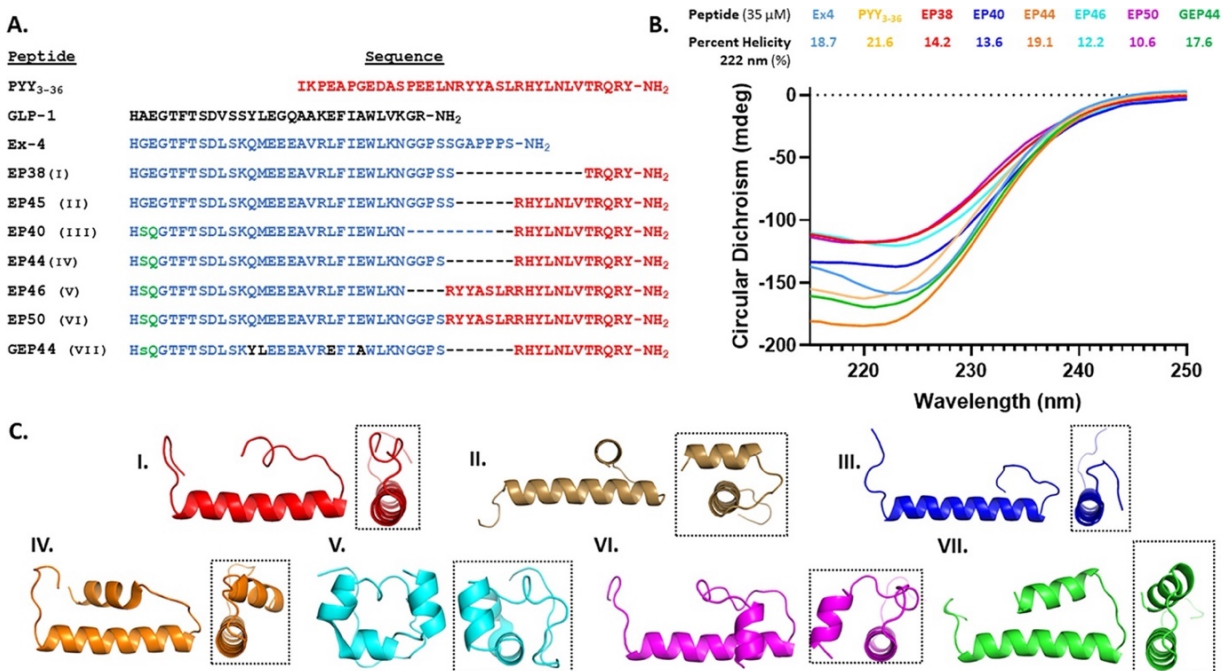 A.
Peptide Sequence
PYY3-36 IKPEAPGEDASPEELNRYYASLRHYLNLVTRQRY-NH2
GLP-1 HAEGTFTSDVSSYLEGQAAKEFIAWLVKGR-NH2
Ex-4 HGEGTFTSDLSKQMEEEAVRLFIEWLKNGGPSSGAPPPS-NH2
EP38(I) HGEGTFTSDLSKQMEEEAVRLFIEWLKNGGPSS-------------TRQRY-NH2
EP45 (II) HGEGTFTSDLSKQMEEEAVRLFIEWLKNGGPSS------RHYLNLVTRQRY-NH2
EP40 (III) HSQGTFTSDLSKQMEEEAVRLFIEWLKN-----------RHYLNLVTRQRY-NH2
EP44(IV) HSQGTFTSDLSKQMEEEAVRLFIEWLKNGGPS-------RHYLNLVTRQRY-NH2
EP46 (V) HSQGTFTSDLSKQMEEEAVRLFIEWLKN----RYYASLRRHYLNLVTRQRY-NH2
EP50 (VI) HSQGTFTSDLSKQMEEEAVRLFIEWLKNGGPSRYYASLRRHYLNLVTRQRY-NH2
GEP44 (VII) HsQGTFTSDLSKYLEEEAVREFIAWLKNGGPS-------RHYLNLVTRQRY-NH2
B.
Peptide (35 μM) Ex4 PYY3-36 EP38 EP40 EP44 EP46 EP50 GEP44
Percent Helicity 18.7 21.6 14.2 13.6 19.1 12.2 10.6 17.6
222 nm (%)
Circular Dichroism (mdeg)
0
-50
-100
-150
-200
220 230 240 250
Wavelength (nm)
C.
I.
II.
III.
IV.
V.
VI.
VII.